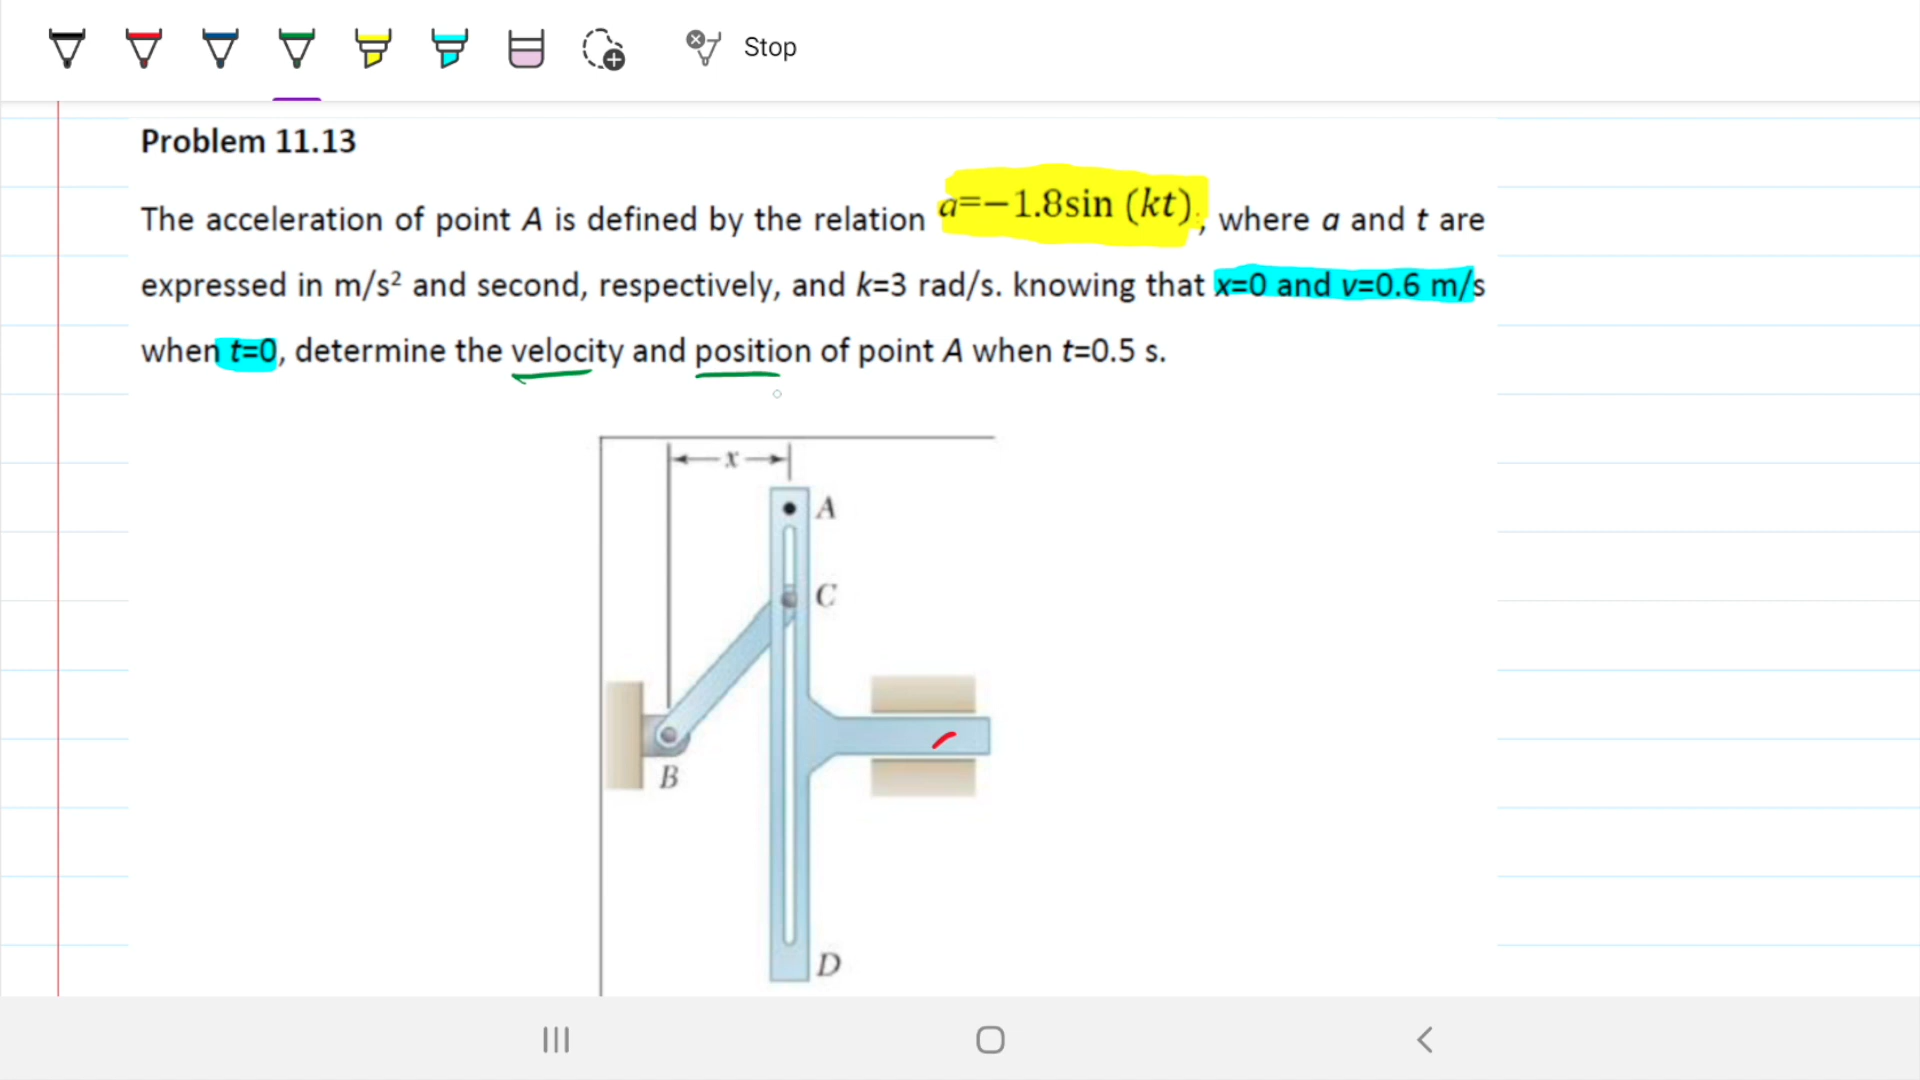 Stop
Problem 11.13
The acceleration of point A is defined by the relation a=−1.8sin (kt), where a and t are
expressed in m/s² and second, respectively, and k=3 rad/s. knowing that x=0 and v=0.6 m/s
when t=0, determine the velocity and position of point A when t=0.5 s.
x
A
C
B
D